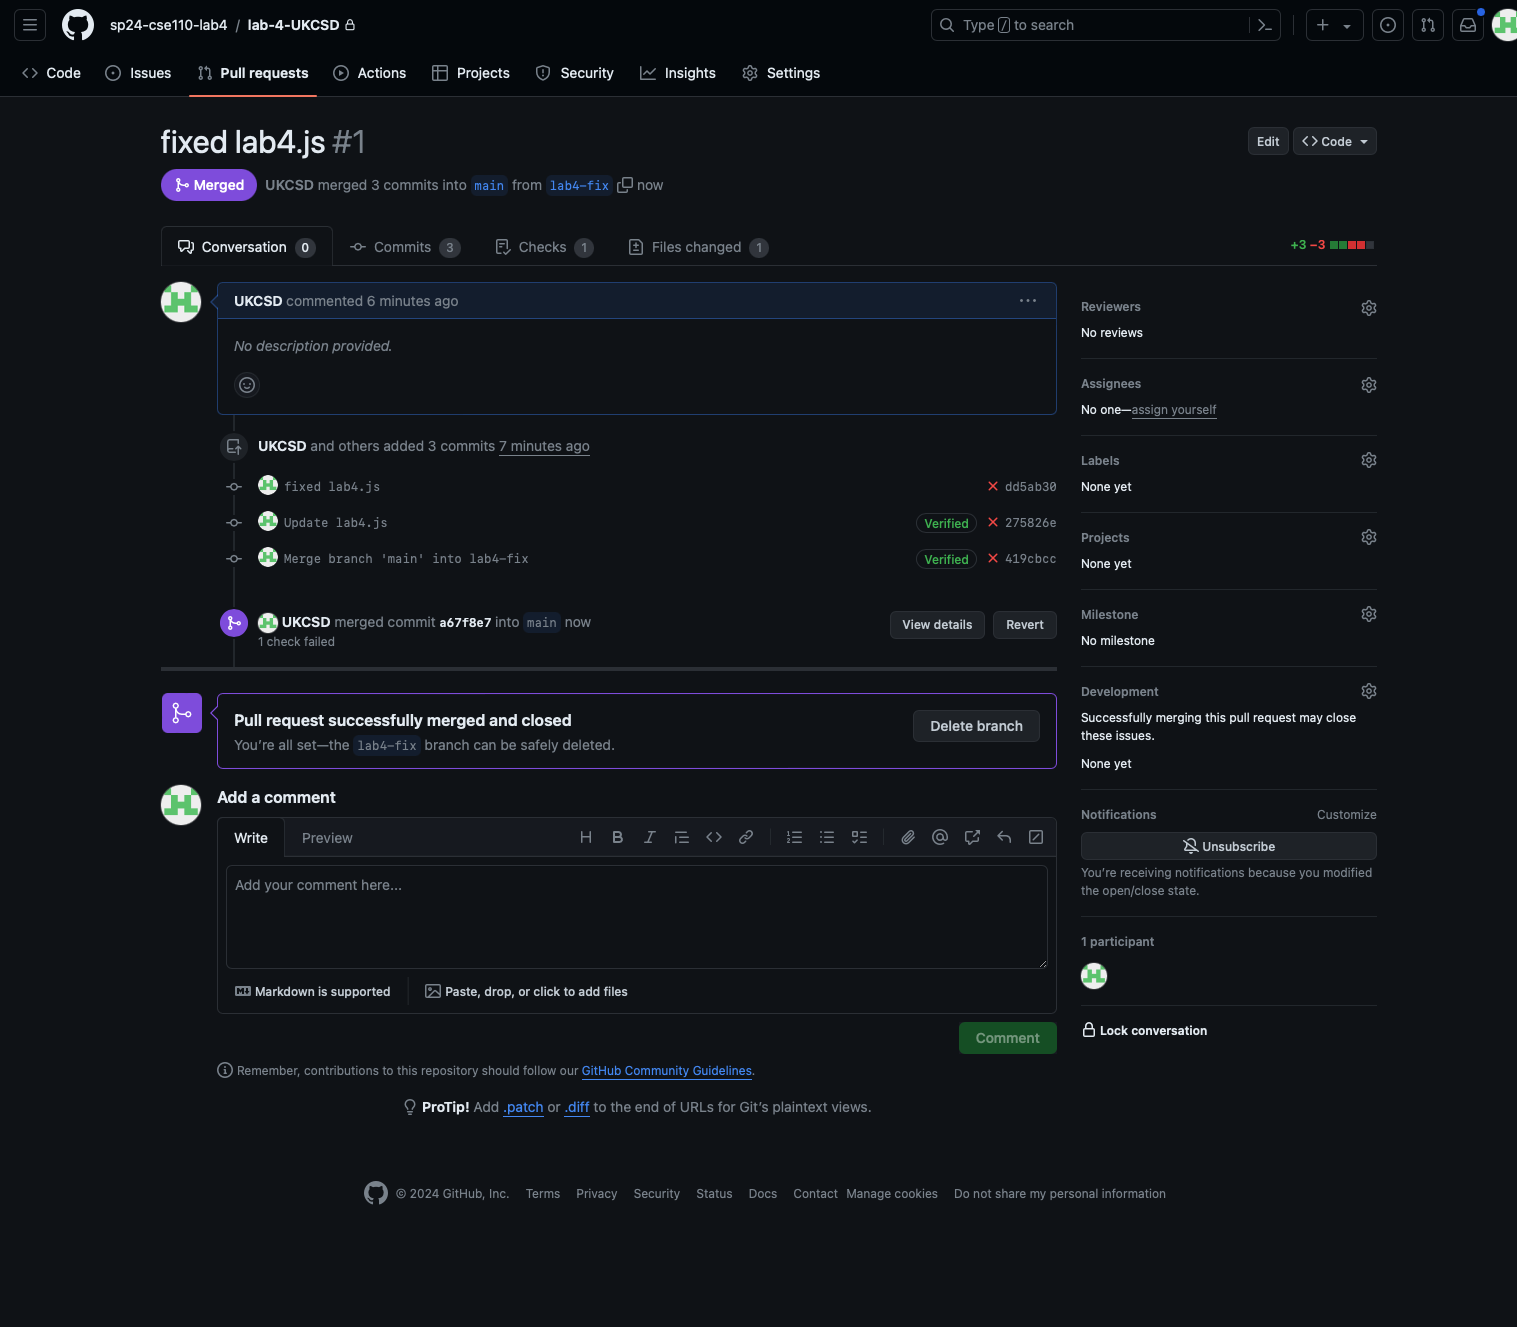 sp24-cse110-lab4 / lab-4-UKCSD
Type / to search
Code Issues Pull requests Actions Projects Security Insights Settings
fixed lab4.js #1
Edit Code
Merged UKCSD merged 3 commits into main from lab4-fix now
Conversation 0 Commits 3 Checks 1 Files changed 1
+3 −3
UKCSD commented 6 minutes ago
No description provided.
UKCSD and others added 3 commits 7 minutes ago
fixed lab4.js dd5ab30
Update lab4.js Verified 275826e
Merge branch 'main' into lab4-fix Verified 419cbcc
UKCSD merged commit a67f8e7 into main now
1 check failed
View details Revert
Pull request successfully merged and closed
You're all set—the lab4-fix branch can be safely deleted.
Delete branch
Add a comment
Write Preview
Add your comment here...
Markdown is supported
Paste, drop, or click to add files
Comment
Remember, contributions to this repository should follow our GitHub Community Guidelines.
ProTip! Add .patch or .diff to the end of URLs for Git's plaintext views.
Reviewers
No reviews
Assignees
No one—assign yourself
Labels
None yet
Projects
None yet
Milestone
No milestone
Development
Successfully merging this pull request may close
these issues.
None yet
Notifications Customize
Unsubscribe
You're receiving notifications because you modified
the open/close state.
1 participant
Lock conversation
© 2024 GitHub, Inc. Terms Privacy Security Status Docs Contact Manage cookies Do not share my personal information